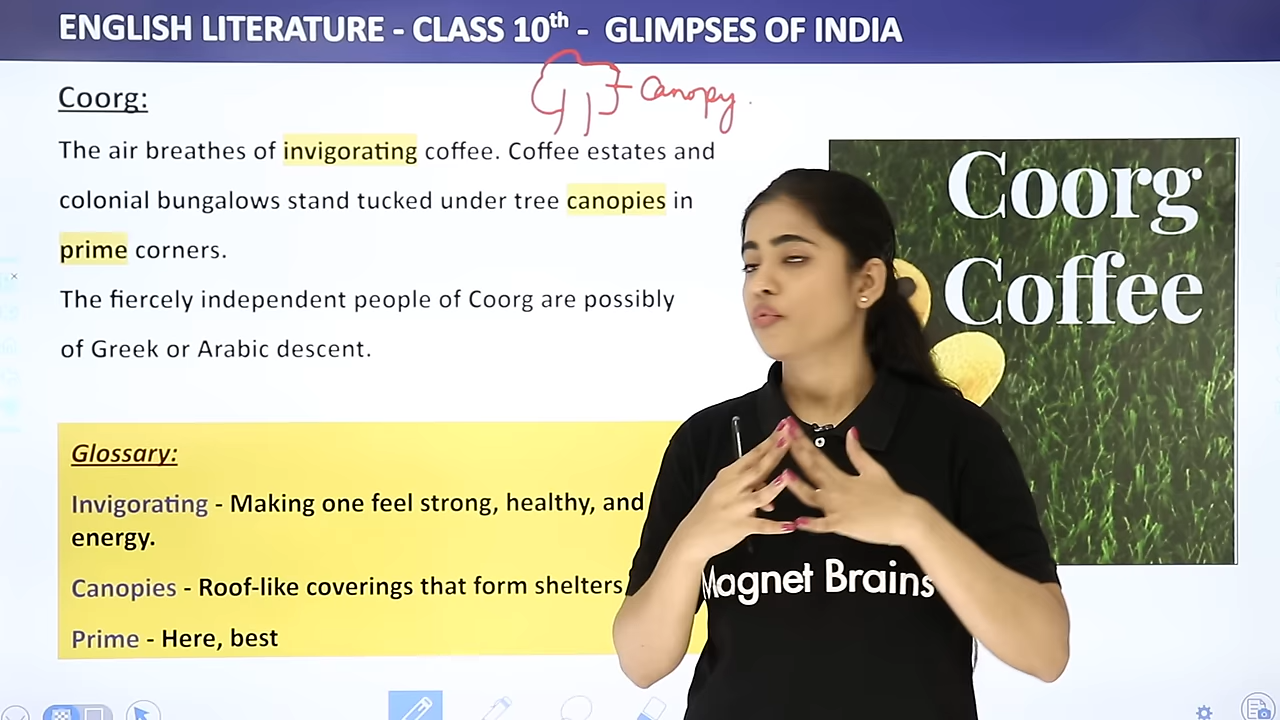 ENGLISH LITERATURE - CLASS 10th - GLIMPSES OF INDIA
Canopy.
Coorg:
The air breathes of invigorating coffee. Coffee estates and
colonial bungalows stand tucked under tree canopies in
prime corners.
The fiercely independent people of Coorg are possibly
of Greek or Arabic descent.
Coorg
Coffee
Glossary:
Invigorating - Making one feel strong, healthy, and
energy.
Canopies - Roof-like coverings that form shelters
Prime - Here, best
Magnet Brains